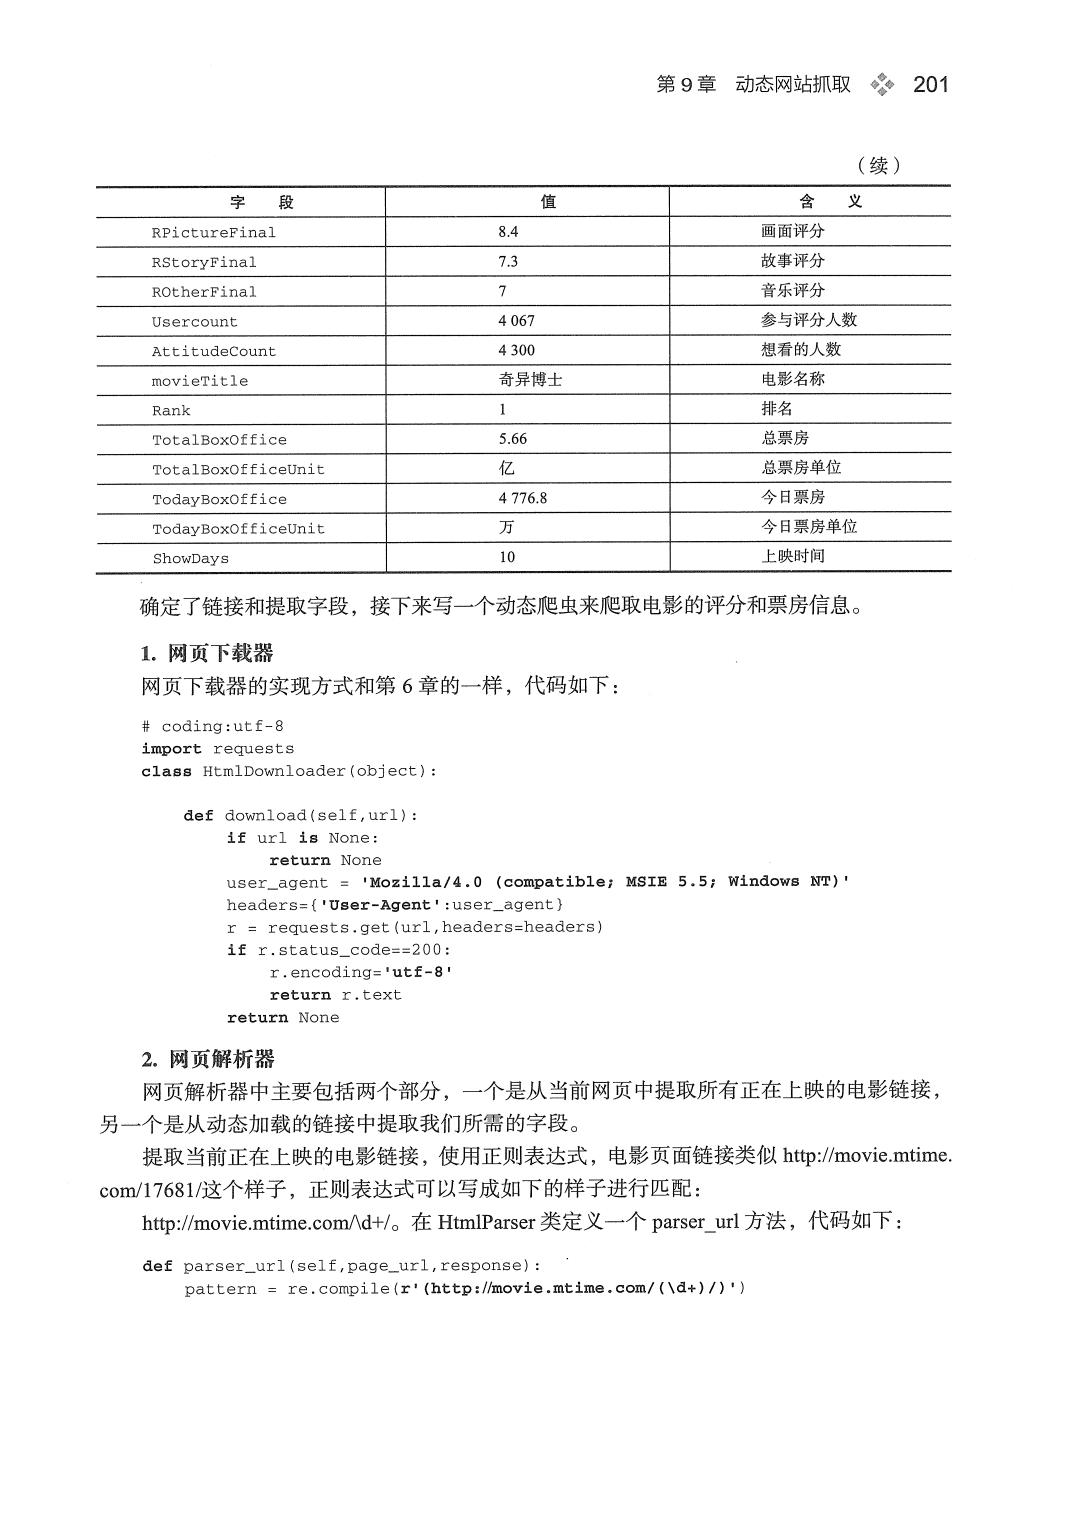 第 9 章 动态网站抓取 201
（续）
字 段 值 含 义
RPictureFinal 8.4 画面评分
RStoryFinal 7.3 故事评分
ROtherFinal 7 音乐评分
Usercount 4 067 参与评分人数
AttitudeCount 4 300 想看的人数
movieTitle 奇异博士 电影名称
Rank 1 排名
TotalBoxOffice 5.66 总票房
TotalBoxOfficeUnit 亿 总票房单位
TodayBoxOffice 4 776.8 今日票房
TodayBoxOfficeUnit 万 今日票房单位
ShowDays 10 上映时间
确定了链接和提取字段，接下来写一个动态爬虫来爬取电影的评分和票房信息。
1. 网页下载器
网页下载器的实现方式和第 6 章的一样，代码如下：
# coding:utf-8
import requests
class HtmlDownloader(object):
def download(self,url):
if url is None:
return None
user_agent = 'Mozilla/4.0 (compatible; MSIE 5.5; Windows NT)'
headers={'User-Agent':user_agent}
r = requests.get(url,headers=headers)
if r.status_code==200:
r.encoding='utf-8'
return r.text
return None
2. 网页解析器
网页解析器中主要包括两个部分，一个是从当前网页中提取所有正在上映的电影链接，
另一个是从动态加载的链接中提取我们所需的字段。
提取当前正在上映的电影链接，使用正则表达式，电影页面链接类似 http://movie.mtime.
com/17681/这个样子，正则表达式可以写成如下的样子进行匹配：
http://movie.mtime.com/\d+/。在 HtmlParser 类定义一个 parser_url 方法，代码如下：
def parser_url(self,page_url,response):
pattern = re.compile(r'(http://movie.mtime.com/(\d+)/)')